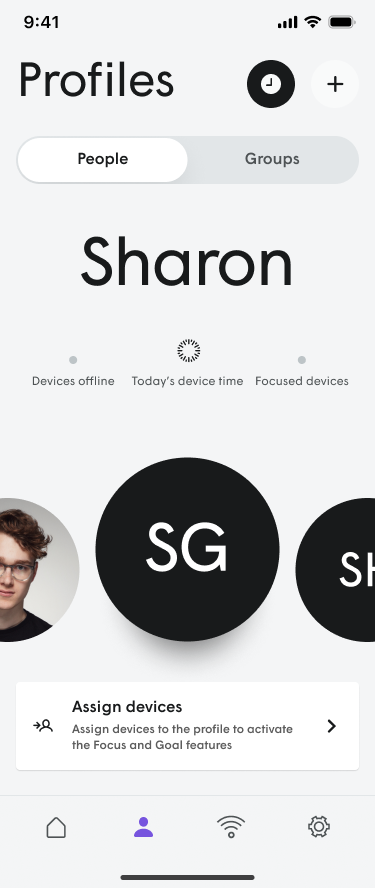 9:41
Profiles
People
Groups
Sharon
Devices offline
Today's device time
Focused devices
SG
Assign devices
Assign devices to the profile to activate
the Focus and Goal features